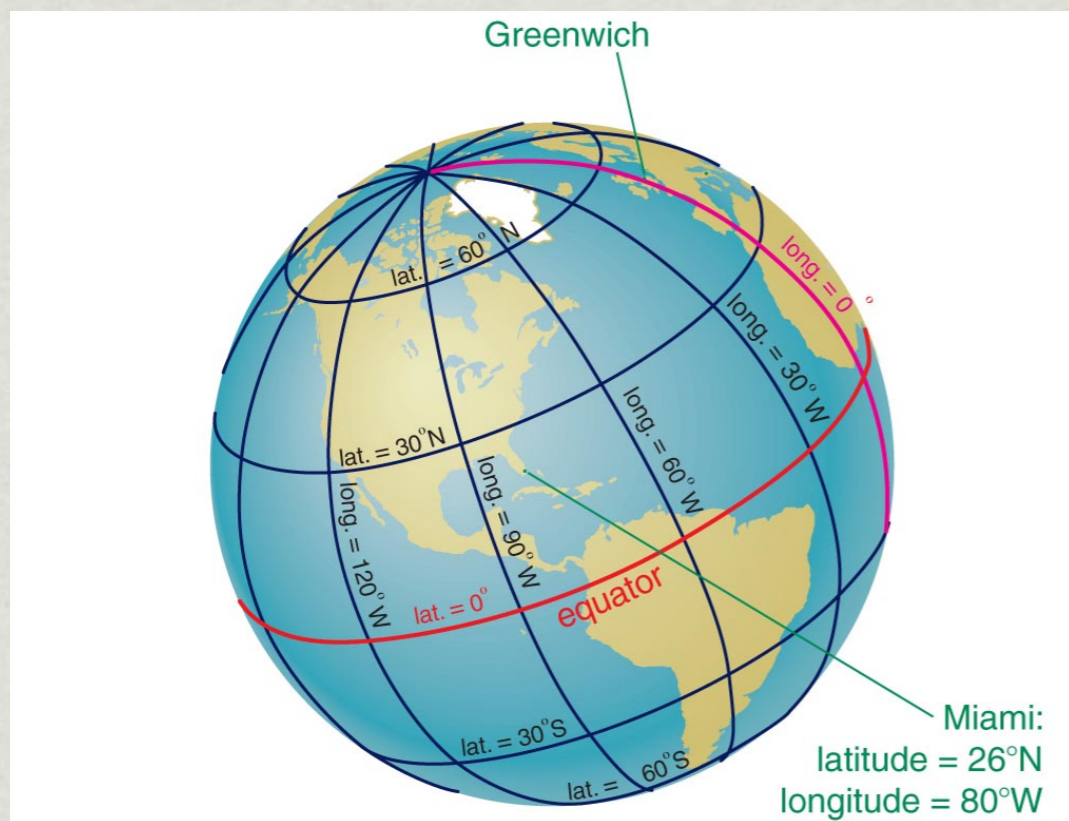 Greenwich
lat. = 60° N
long. = 0°
long. = 30° W
lat. = 30°N
long. = 60° W
long. = 90° W
long. = 120° W
lat. = 0°
equator
lat. = 30°S
lat. = 60°S
Miami:
latitude = 26°N
longitude = 80°W